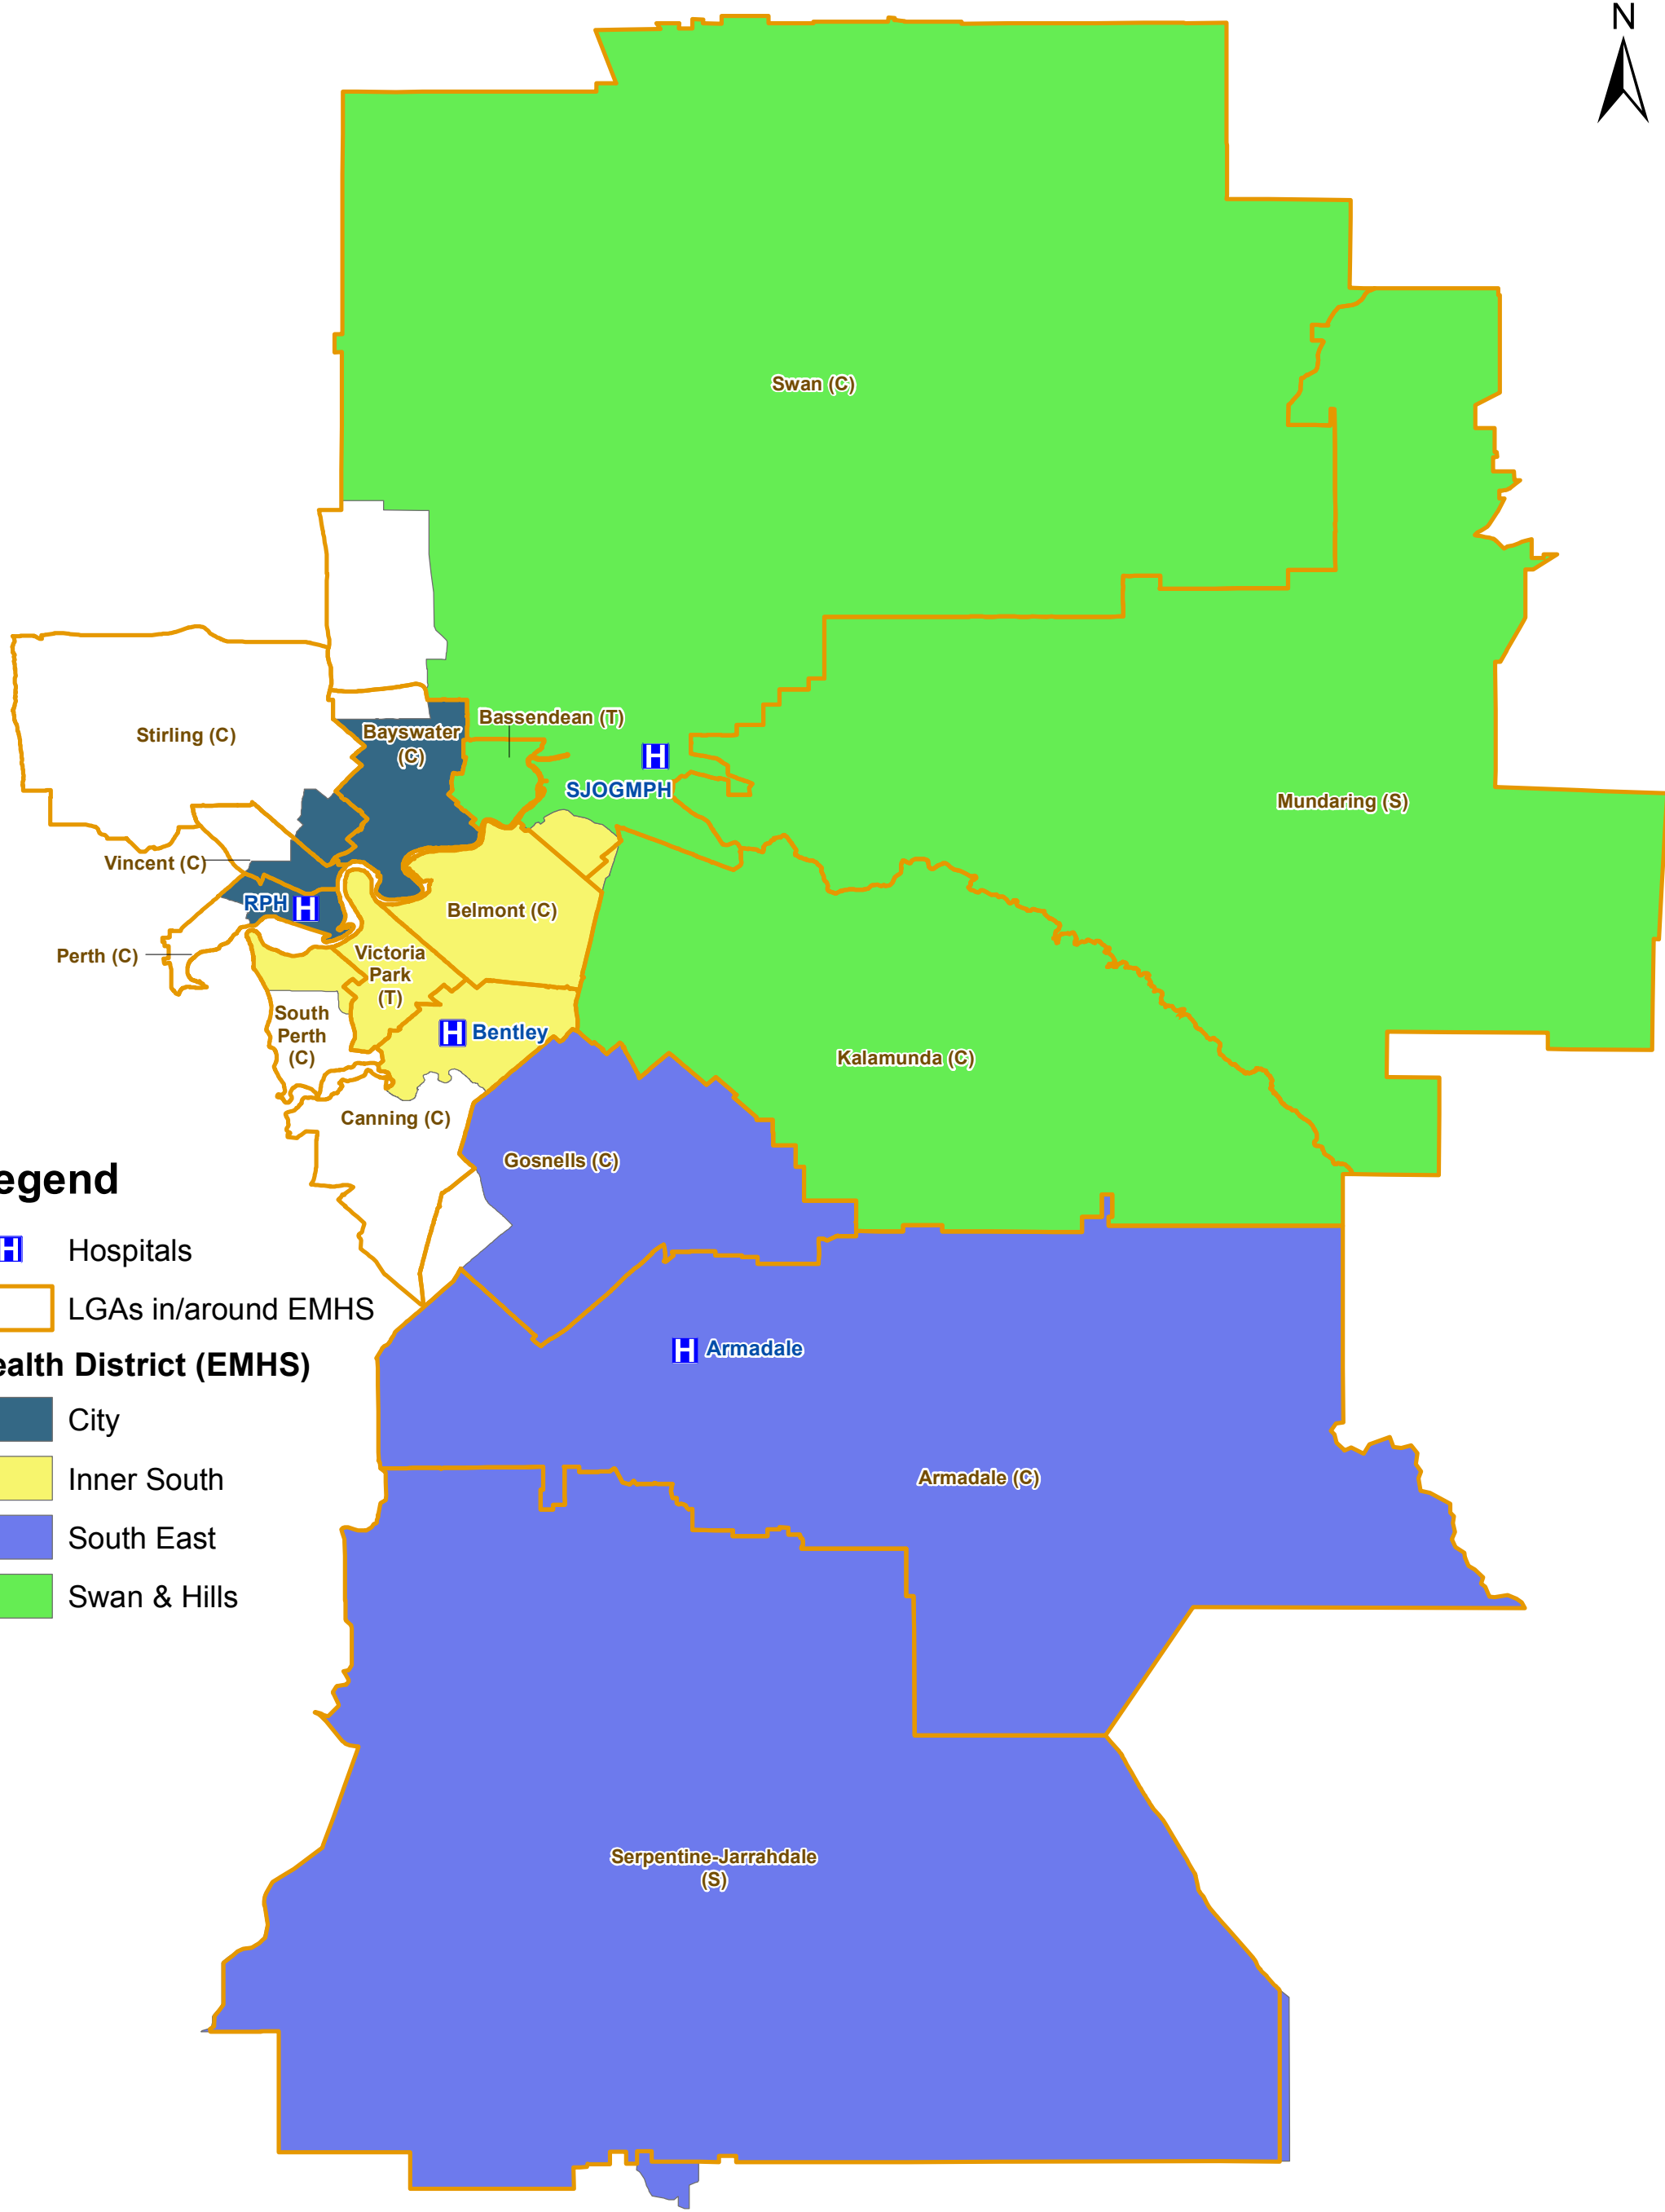 N
Swan (C)
Bassendean (T)
Stirling (C)
Bayswater
(C)
SJOGMPH
Mundaring (S)
Vincent (C)
RPH
Belmont (C)
Perth (C)
Victoria
Park
(T)
South
Perth
(C)
Bentley
Kalamunda (C)
Canning (C)
Gosnells (C)
egend
Hospitals
LGAs in/around EMHS
ealth District (EMHS)
City
Inner South
South East
Swan & Hills
Armadale
Armadale (C)
Serpentine-Jarrahdale
(S)
H
H
H
H
H